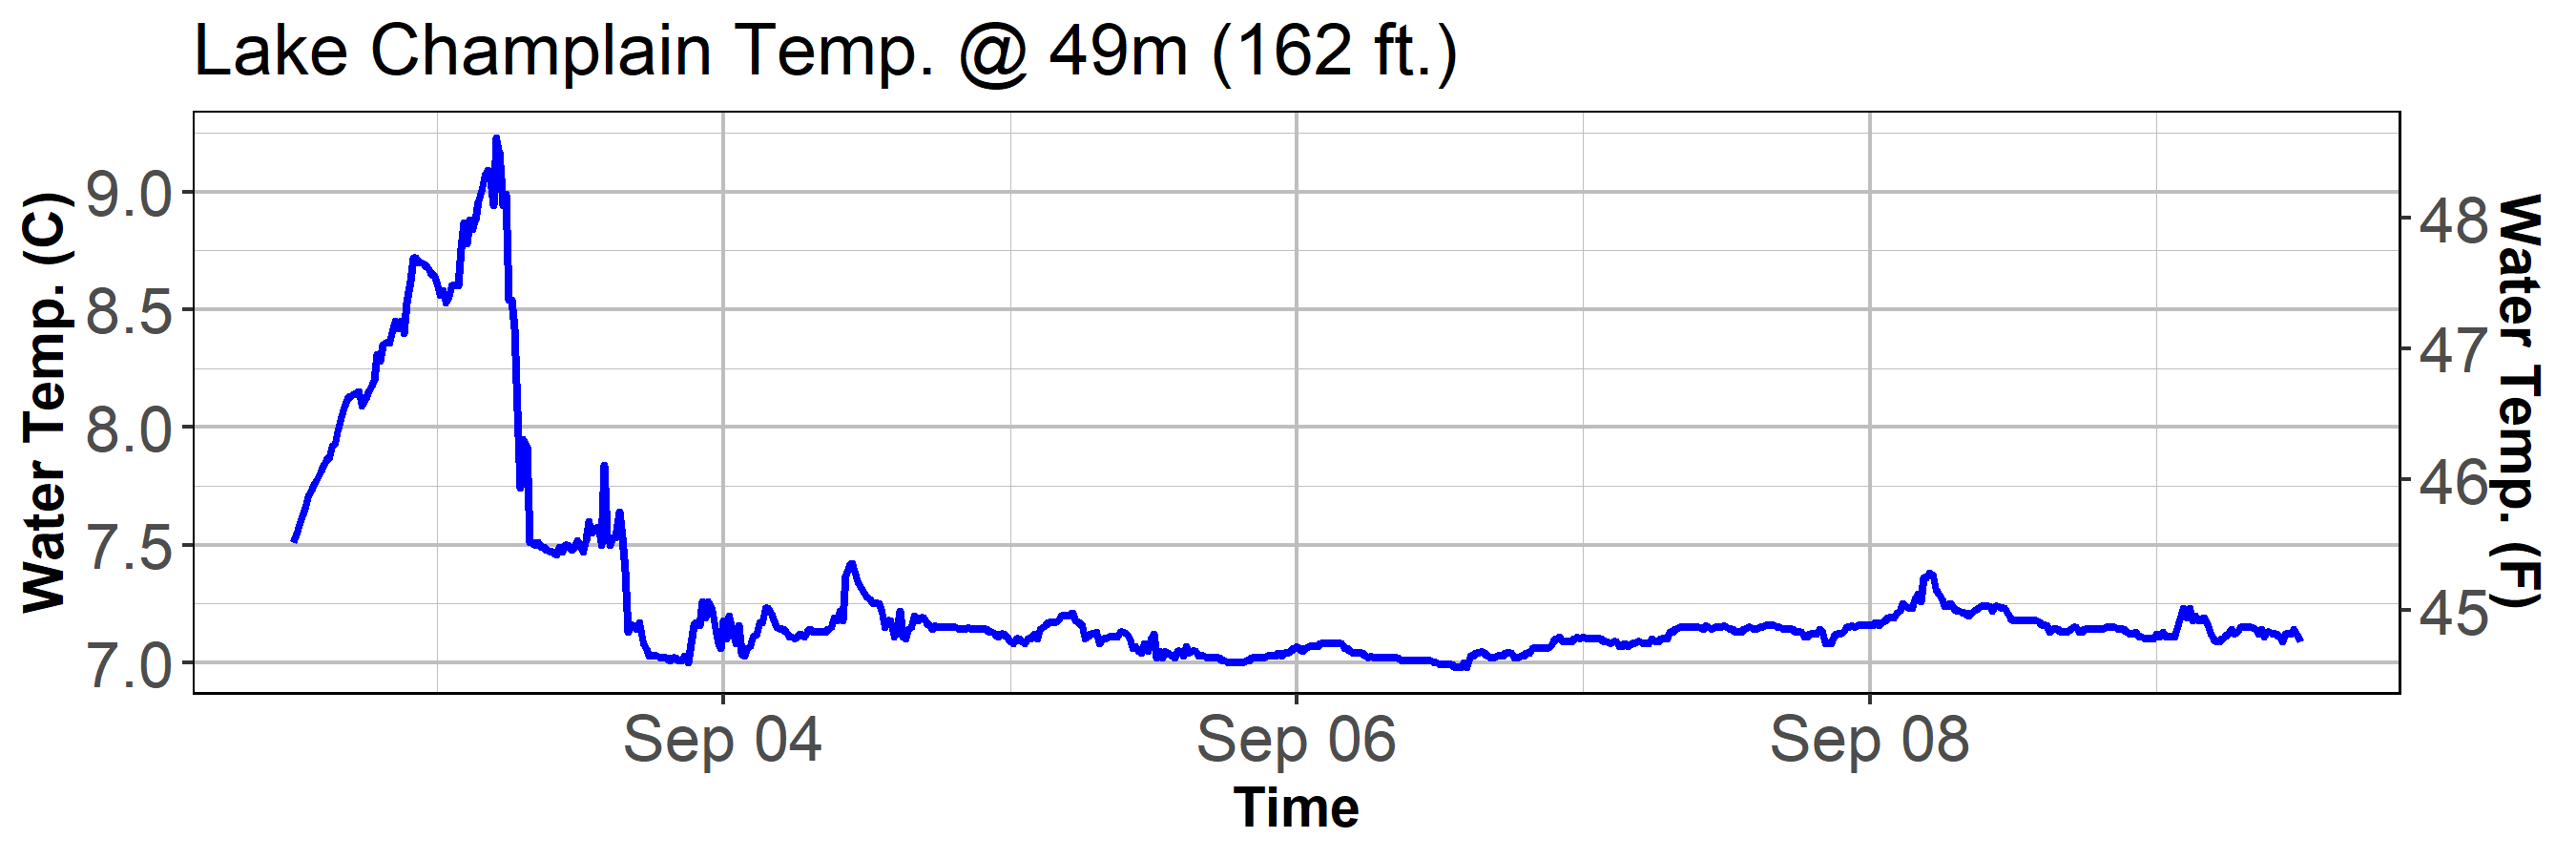 Lake Champlain Temp. @ 49m (162 ft.)
Water Temp. (C)
9.0
8.5
8.0
7.5
7.0
48
47
46
45
Water Temp. (F)
Sep 04 Sep 06 Sep 08
Time